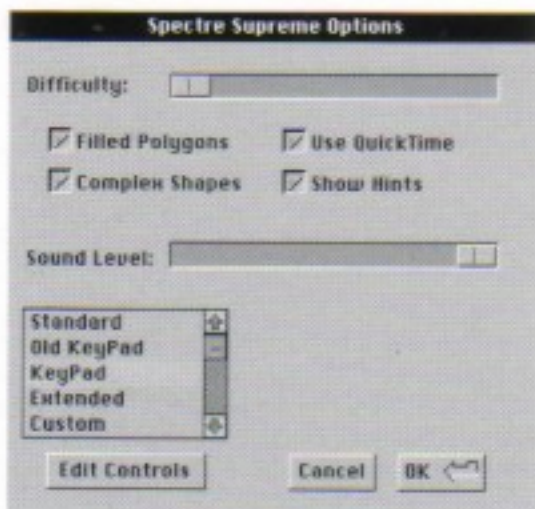 Spectre Supreme Options
Difficulty:
Filled Polygons
Use QuickTime
Complex Shapes
Show Hints
Sound Level:
Standard
Old KeyPad
KeyPad
Extended
Custom
Edit Controls
Cancel
OK